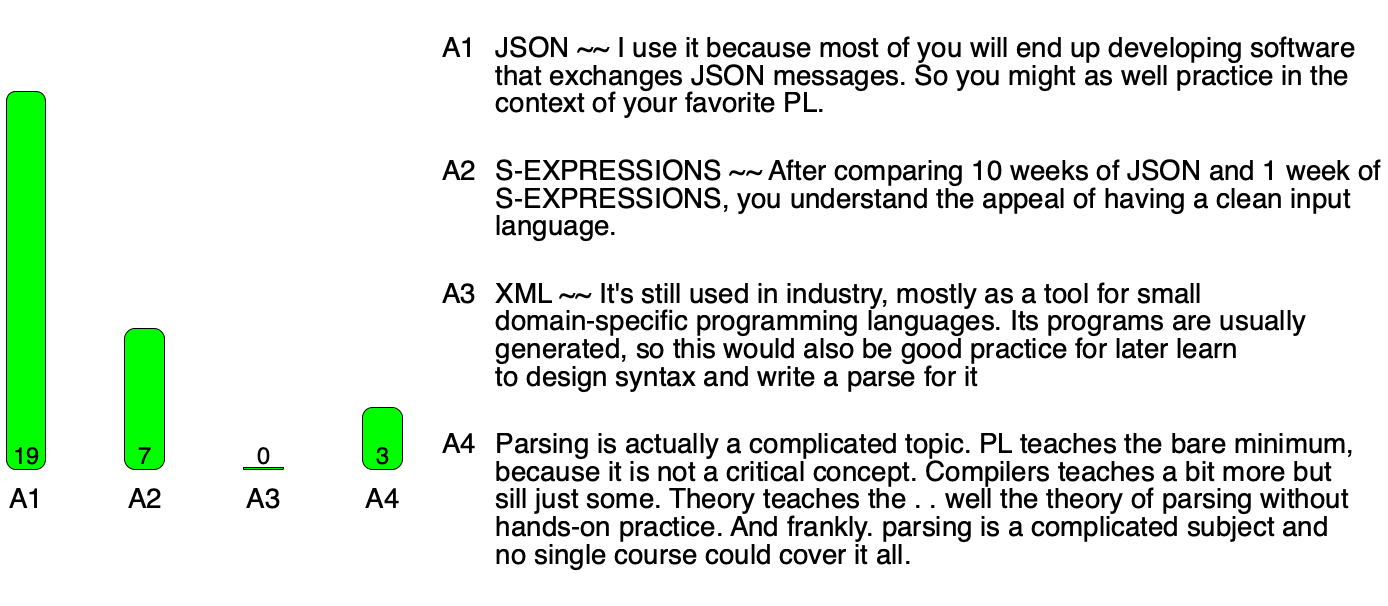 A1 JSON ~~ I use it because most of you will end up developing software
that exchanges JSON messages. So you might as well practice in the
context of your favorite PL.
A2 S-EXPRESSIONS ~~ After comparing 10 weeks of JSON and 1 week of
S-EXPRESSIONS, you understand the appeal of having a clean input
language.
A3 XML ~~ It's still used in industry, mostly as a tool for small
domain-specific programming languages. Its programs are usually
generated, so this would also be good practice for later learn
to design syntax and write a parse for it
A4 Parsing is actually a complicated topic. PL teaches the bare minimum,
because it is not a critical concept. Compilers teaches a bit more but
sill just some. Theory teaches the . . well the theory of parsing without
hands-on practice. And frankly. parsing is a complicated subject and
no single course could cover it all.
19 7 0 3
A1 A2 A3 A4